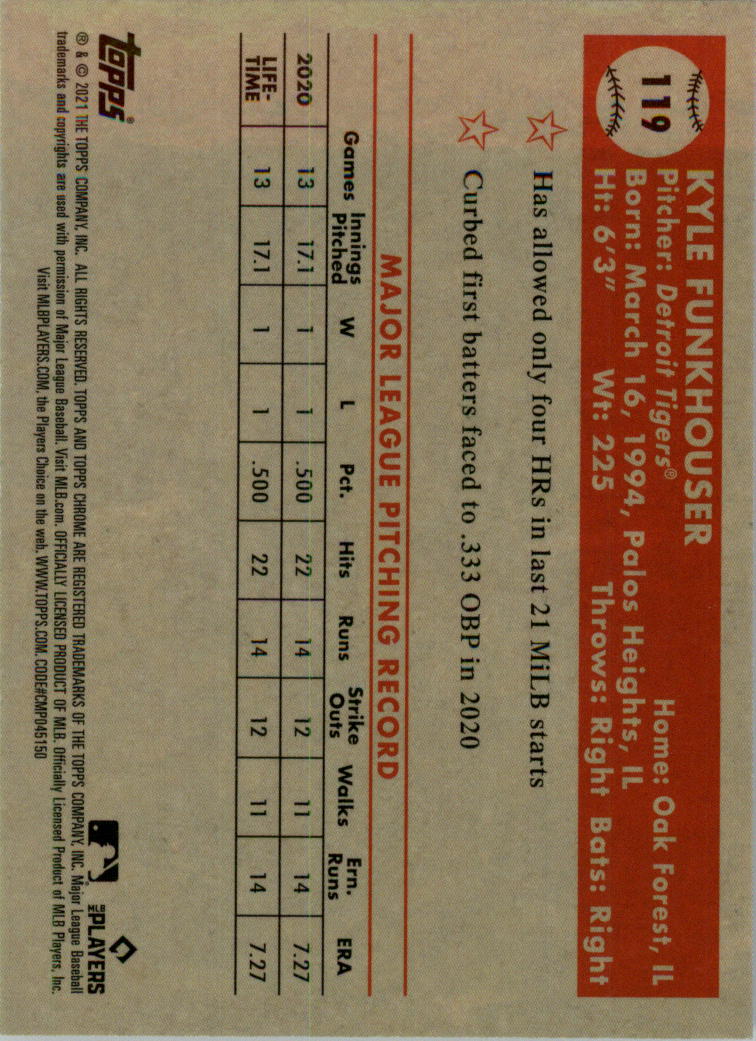 119
KYLE FUNKHOUSER
Pitcher: Detroit Tigers® Home: Oak Forest, IL
Born: March 16, 1994, Palos Heights, IL
Ht: 6'3" Wt: 225 Throws: Right Bats: Right
Has allowed only four HRs in last 21 MiLB starts
Curbed first batters faced to .333 OBP in 2020
MAJOR LEAGUE PITCHING RECORD
Games Innings Pitched W L Pct. Hits Runs Strike Outs Walks Ern. Runs ERA
2020 13 17.1 1 1 .500 22 14 12 11 14 7.27
LIFE-TIME 13 17.1 1 1 .500 22 14 12 11 14 7.27
topps®
MLB PLAYERS
® & © 2021 THE TOPPS COMPANY, INC. ALL RIGHTS RESERVED. TOPPS AND TOPPS CHROME ARE REGISTERED TRADEMARKS OF THE TOPPS COMPANY, INC. Major League Baseball
trademarks and copyrights are used with permission of Major League Baseball. Visit MLB.com. OFFICIALLY LICENSED PRODUCT OF MLB. Officially Licensed Product of MLB Players, Inc.
Visit MLBPLAYERS.COM, the Players Choice on the web. WWW.TOPPS.COM. CODE#CMP045150